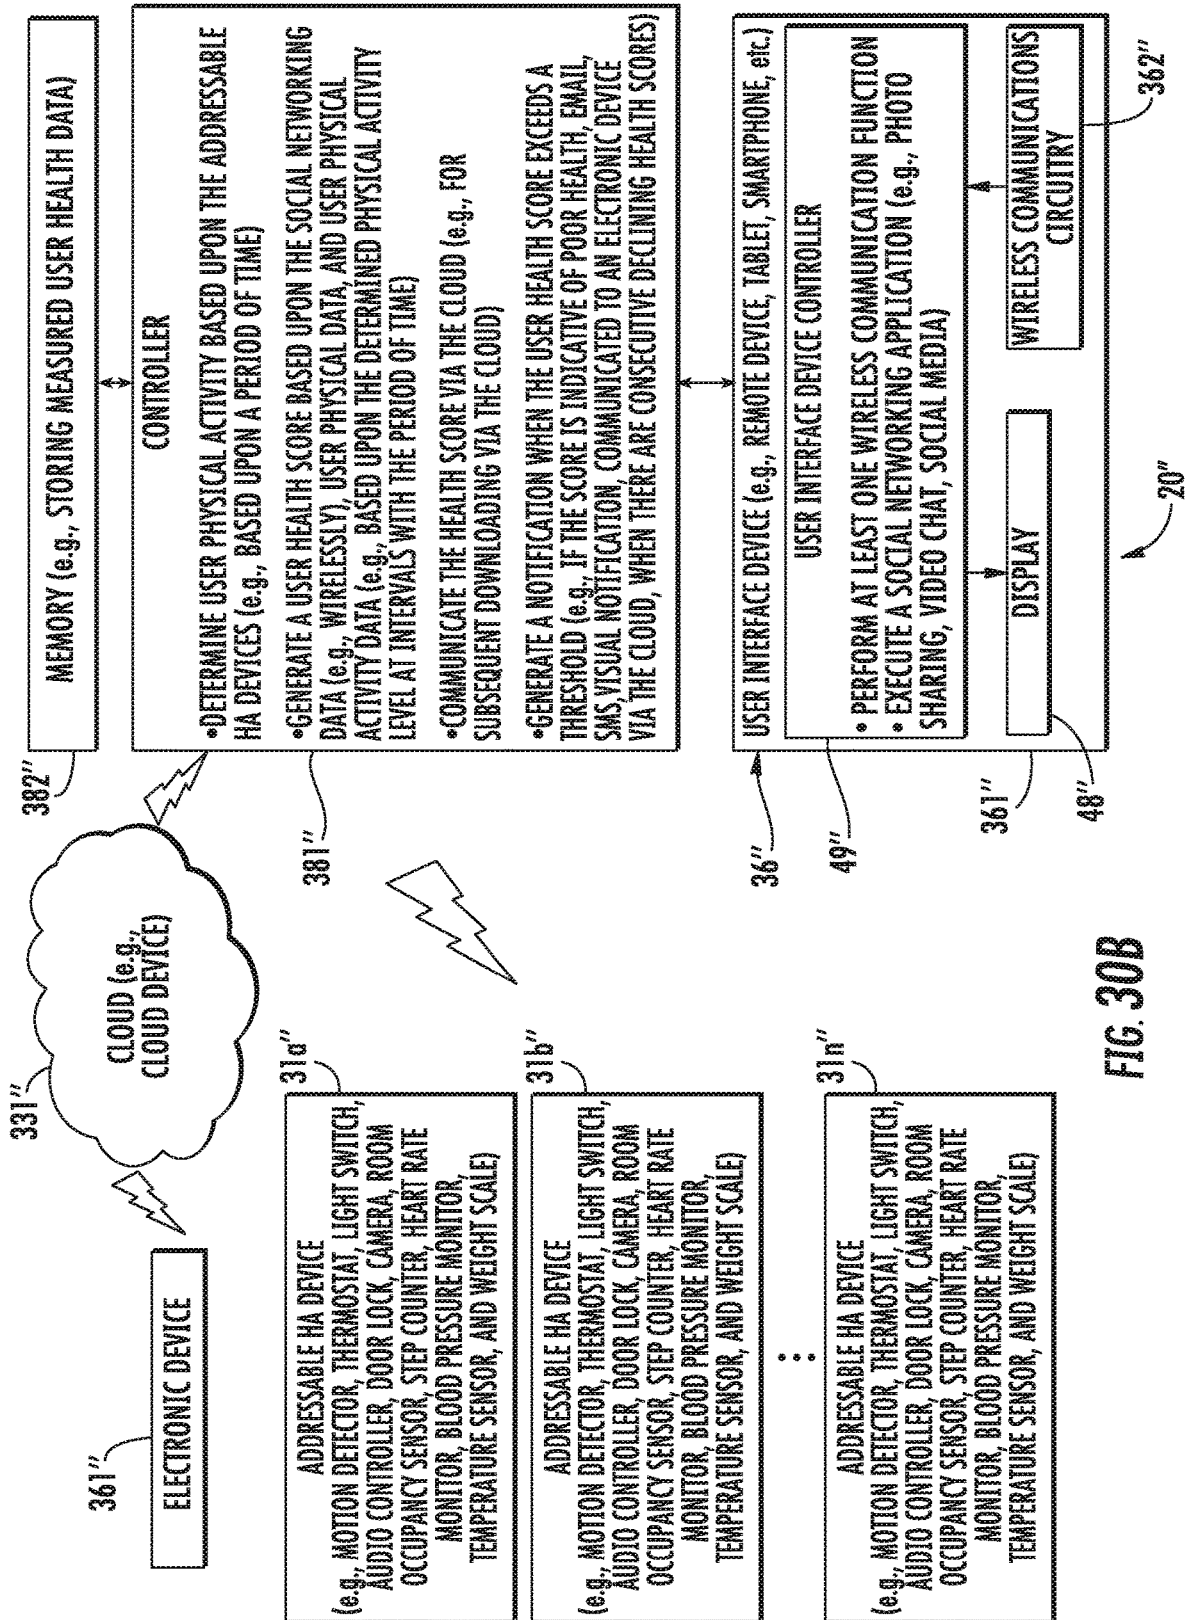 331''
CLOUD (e.g.,
CLOUD DEVICE)
361''
ELECTRONIC DEVICE
31a''
ADDRESSABLE HA DEVICE
(e.g., MOTION DETECTOR, THERMOSTAT, LIGHT SWITCH,
AUDIO CONTROLLER, DOOR LOCK, CAMERA, ROOM
OCCUPANCY SENSOR, STEP COUNTER, HEART RATE
MONITOR, BLOOD PRESSURE MONITOR,
TEMPERATURE SENSOR, AND WEIGHT SCALE)
31b''
ADDRESSABLE HA DEVICE
(e.g., MOTION DETECTOR, THERMOSTAT, LIGHT SWITCH,
AUDIO CONTROLLER, DOOR LOCK, CAMERA, ROOM
OCCUPANCY SENSOR, STEP COUNTER, HEART RATE
MONITOR, BLOOD PRESSURE MONITOR,
TEMPERATURE SENSOR, AND WEIGHT SCALE)
31n''
ADDRESSABLE HA DEVICE
(e.g., MOTION DETECTOR, THERMOSTAT, LIGHT SWITCH,
AUDIO CONTROLLER, DOOR LOCK, CAMERA, ROOM
OCCUPANCY SENSOR, STEP COUNTER, HEART RATE
MONITOR, BLOOD PRESSURE MONITOR,
TEMPERATURE SENSOR, AND WEIGHT SCALE)
382''
MEMORY (e.g., STORING MEASURED USER HEALTH DATA)
381''
CONTROLLER
•DETERMINE USER PHYSICAL ACTIVITY BASED UPON THE ADDRESSABLE
HA DEVICES (e.g., BASED UPON A PERIOD OF TIME)
•GENERATE A USER HEALTH SCORE BASED UPON THE SOCIAL NETWORKING
DATA (e.g., WIRELESSLY), USER PHYSICAL DATA, AND USER PHYSICAL
ACTIVITY DATA (e.g., BASED UPON THE DETERMINED PHYSICAL ACTIVITY
LEVEL AT INTERVALS WITH THE PERIOD OF TIME)
•COMMUNICATE THE HEALTH SCORE VIA THE CLOUD (e.g., FOR
SUBSEQUENT DOWNLOADING VIA THE CLOUD)
•GENERATE A NOTIFICATION WHEN THE USER HEALTH SCORE EXCEEDS A
THRESHOLD (e.g., IF THE SCORE IS INDICATIVE OF POOR HEALTH, EMAIL,
SMS, VISUAL NOTIFICATION, COMMUNICATED TO AN ELECTRONIC DEVICE
VIA THE CLOUD, WHEN THERE ARE CONSECUTIVE DECLINING HEALTH SCORES)
36''
USER INTERFACE DEVICE (e.g., REMOTE DEVICE, TABLET, SMARTPHONE, etc.)
49''
USER INTERFACE DEVICE CONTROLLER
• PERFORM AT LEAST ONE WIRELESS COMMUNICATION FUNCTION
• EXECUTE A SOCIAL NETWORKING APPLICATION (e.g., PHOTO
SHARING, VIDEO CHAT, SOCIAL MEDIA)
361''
48''
DISPLAY
WIRELESS COMMUNICATIONS
CIRCUITRY
362''
20''
FIG. 30B